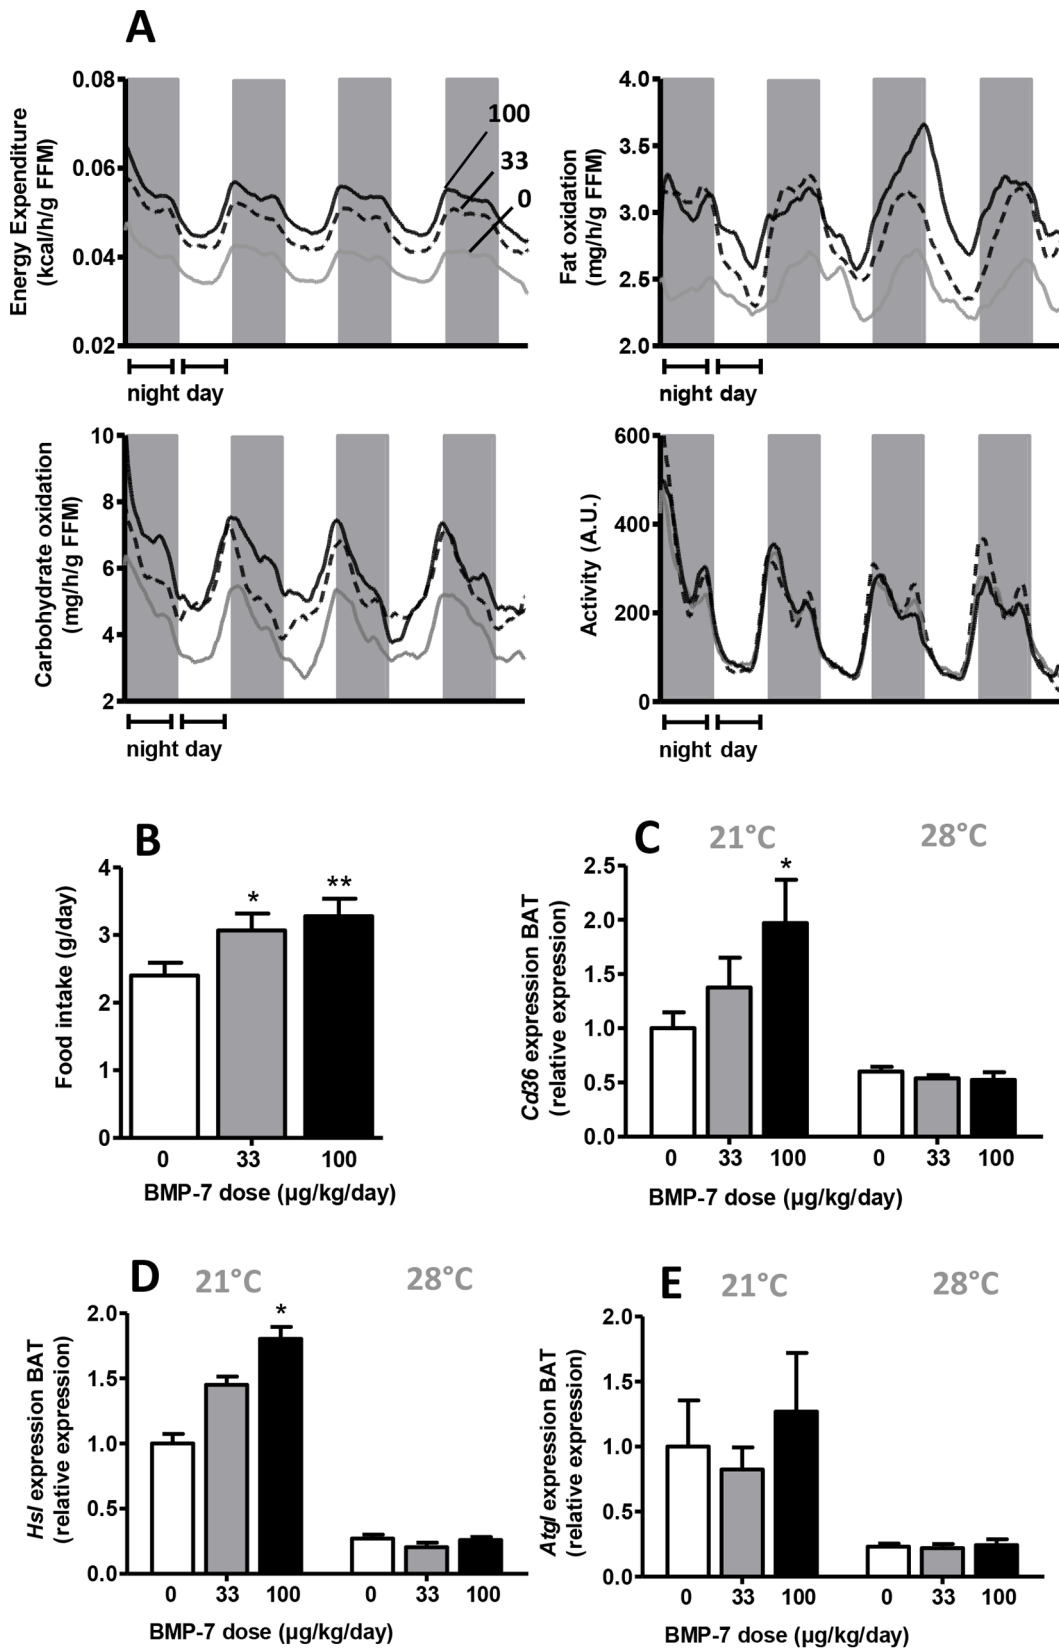 A
Energy Expenditure
(kcal/h/g FFM)
0.08
0.06
0.04
0.02
100
33
0
night day
Fat oxidation
(mg/h/g FFM)
4.0
3.5
3.0
2.5
2.0
night day
Carbohydrate oxidation
(mg/h/g FFM)
10
8
6
4
2
night day
Activity (A.U.)
600
400
200
0
night day
B
Food intake (g/day)
4
3
2
1
0
*
**
0 33 100
BMP-7 dose (µg/kg/day)
C
21°C 28°C
Cd36 expression BAT
(relative expression)
2.5
2.0
1.5
1.0
0.5
0.0
*
0 33 100 0 33 100
BMP-7 dose (µg/kg/day)
D
21°C 28°C
Hsl expression BAT
(relative expression)
2.0
1.5
1.0
0.5
0.0
*
0 33 100 0 33 100
BMP-7 dose (µg/kg/day)
E
21°C 28°C
Atgl expression BAT
(relative expression)
2.0
1.5
1.0
0.5
0.0
0 33 100 0 33 100
BMP-7 dose (µg/kg/day)